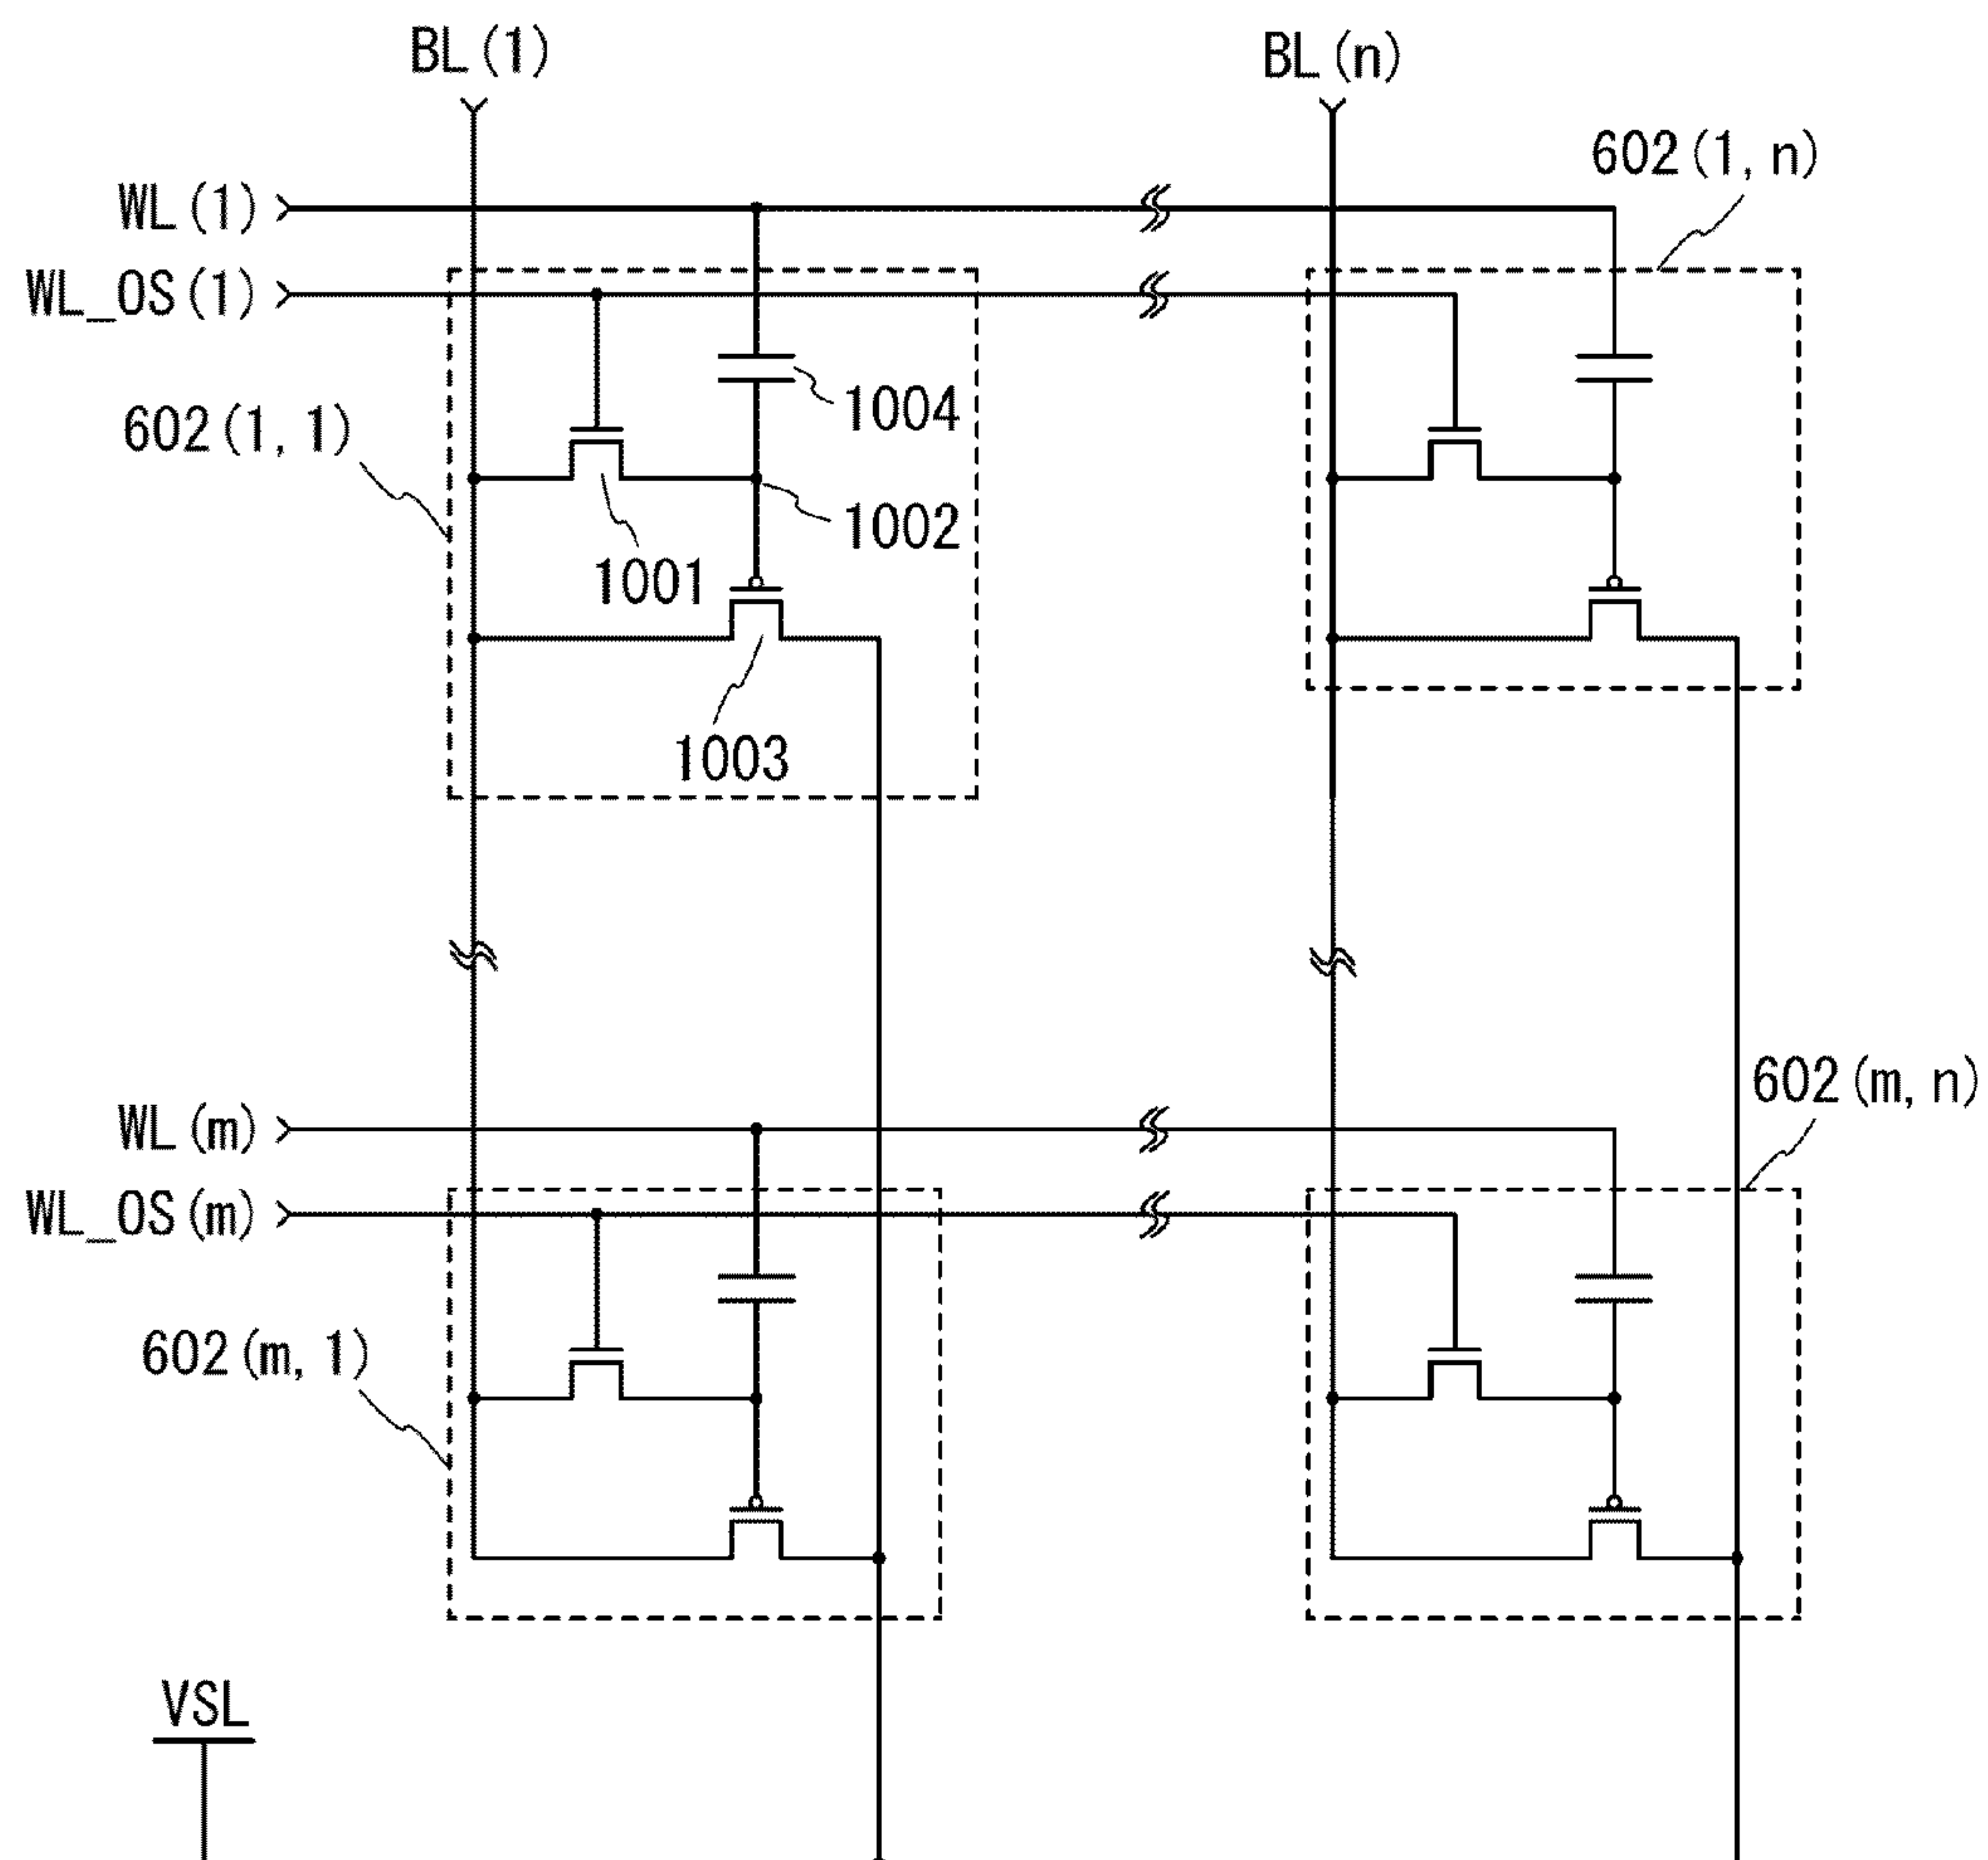 BL(1)
BL(n)
602(1, n)
WL(1)
WL_OS(1)
1004
602(1, 1)
1002
1001
1003
602(m, n)
WL(m)
WL_OS(m)
602(m, 1)
VSL